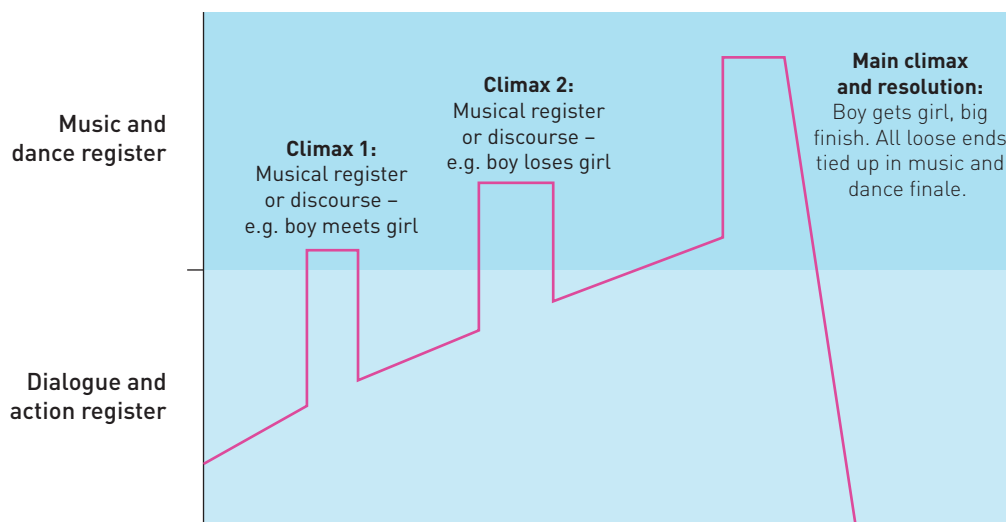 Music and
dance register
Climax 1:
Musical register
or discourse –
e.g. boy meets girl
Climax 2:
Musical register
or discourse –
e.g. boy loses girl
Main climax
and resolution:
Boy gets girl, big
finish. All loose ends
tied up in music and
dance finale.
Dialogue and
action register